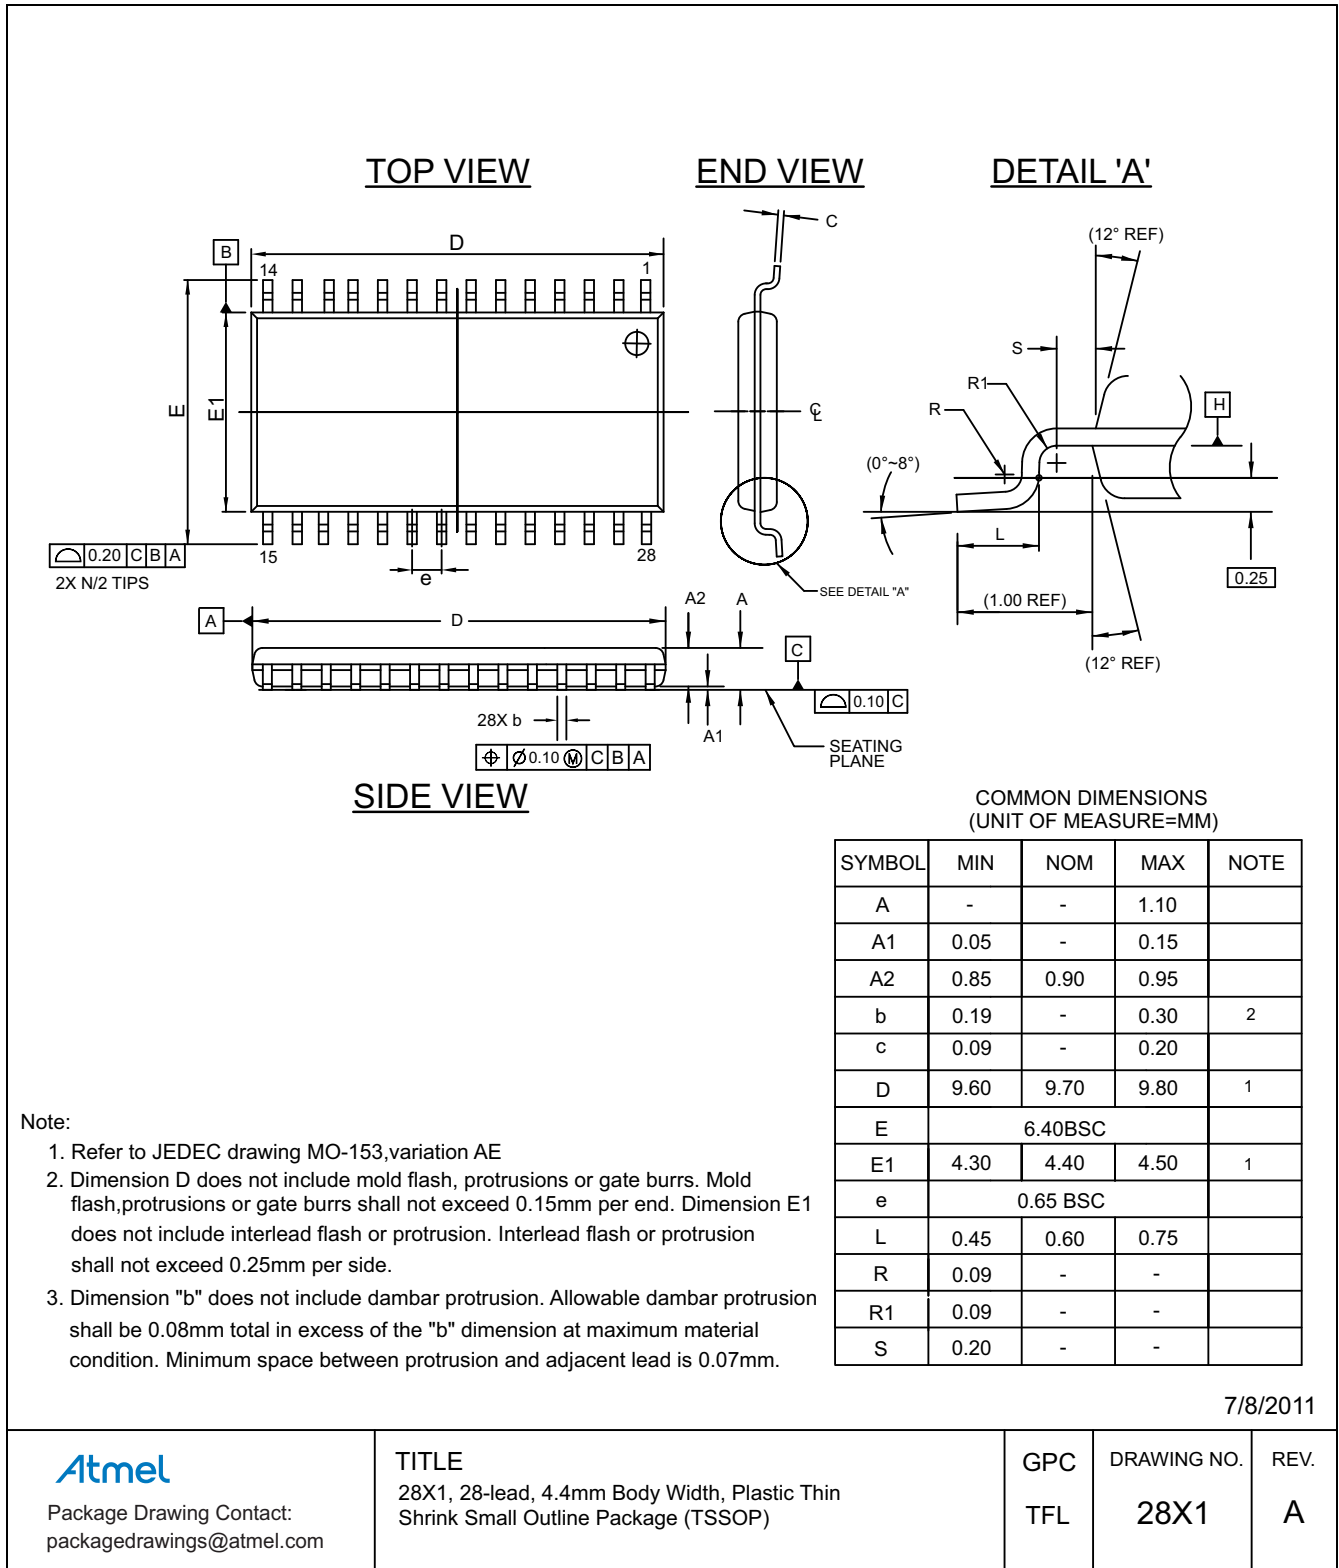 TOP VIEW
END VIEW
DETAIL 'A'
B
D
14
1
E
E1
15
28
e
0.20 C B A
2X N/2 TIPS
C
C̲L
SEE DETAIL "A"
(12° REF)
S
R1
R
H
(0°~8°)
L
(1.00 REF)
0.25
(12° REF)
A
D
A2
A
C
0.10 C
28X b
A1
⌖ Ø0.10 Ⓜ C B A
SEATING
PLANE
SIDE VIEW
COMMON DIMENSIONS
(UNIT OF MEASURE=MM)
SYMBOL MIN NOM MAX NOTE
A - - 1.10
A1 0.05 - 0.15
A2 0.85 0.90 0.95
b 0.19 - 0.30 2
c 0.09 - 0.20
D 9.60 9.70 9.80 1
E 6.40BSC
E1 4.30 4.40 4.50 1
e 0.65 BSC
L 0.45 0.60 0.75
R 0.09 - -
R1 0.09 - -
S 0.20 - -
Note:
1. Refer to JEDEC drawing MO-153,variation AE
2. Dimension D does not include mold flash, protrusions or gate burrs. Mold
flash,protrusions or gate burrs shall not exceed 0.15mm per end. Dimension E1
does not include interlead flash or protrusion. Interlead flash or protrusion
shall not exceed 0.25mm per side.
3. Dimension "b" does not include dambar protrusion. Allowable dambar protrusion
shall be 0.08mm total in excess of the "b" dimension at maximum material
condition. Minimum space between protrusion and adjacent lead is 0.07mm.
7/8/2011
Atmel
Package Drawing Contact:
packagedrawings@atmel.com
TITLE
28X1, 28-lead, 4.4mm Body Width, Plastic Thin
Shrink Small Outline Package (TSSOP)
GPC
TFL
DRAWING NO.
28X1
REV.
A